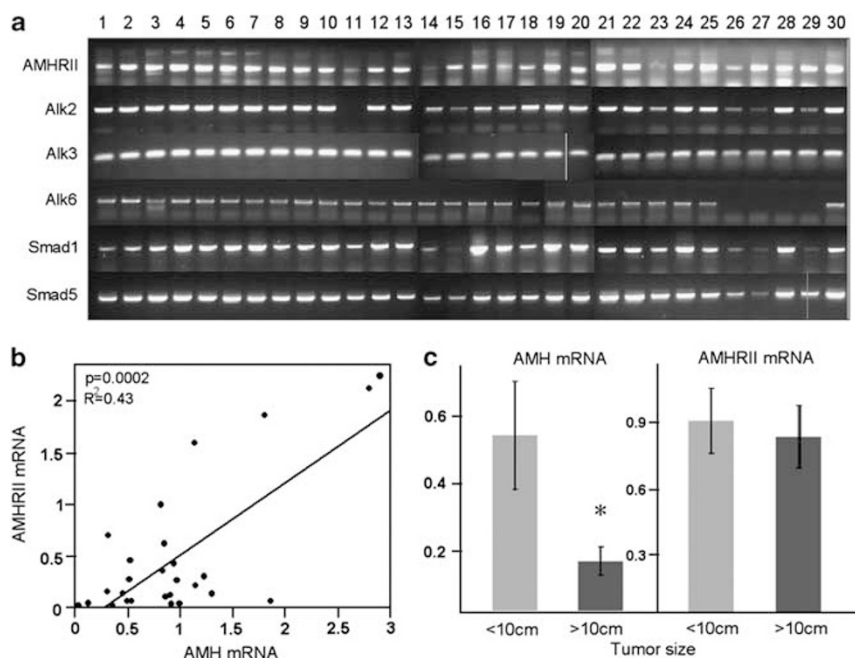 a
1 2 3 4 5 6 7 8 9 10 11 12 13 14 15 16 17 18 19 20 21 22 23 24 25 26 27 28 29 30
AMHRII
Alk2
Alk3
Alk6
Smad1
Smad5
b
p=0.0002
R²=0.43
2
1.5
1
0.5
0
AMHRII mRNA
0 0.5 1 1.5 2 2.5 3
AMH mRNA
c
AMH mRNA AMHRII mRNA
0.6
0.4
0.2
*
0.9
0.9
0.3
<10cm >10cm <10cm >10cm
Tumor size